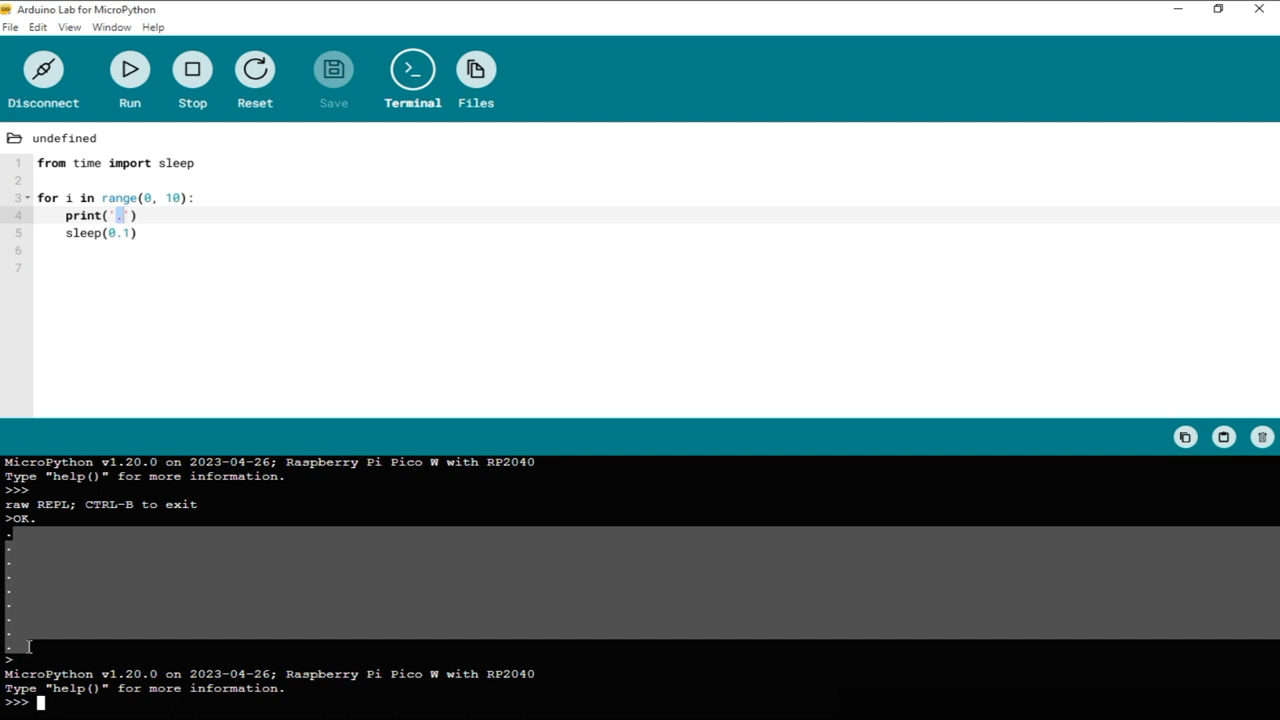 Arduino Lab for MicroPython
File Edit View Window Help
Disconnect Run Stop Reset Save Terminal Files
undefined
1 from time import sleep
2
3 for i in range(0, 10):
4     print('.')
5     sleep(0.1)
6
7
MicroPython v1.20.0 on 2023-04-26; Raspberry Pi Pico W with RP2040
Type "help()" for more information.
>>>
raw REPL; CTRL-B to exit
>OK.
.
.
.
.
.
.
.
.
.
>
MicroPython v1.20.0 on 2023-04-26; Raspberry Pi Pico W with RP2040
Type "help()" for more information.
>>>